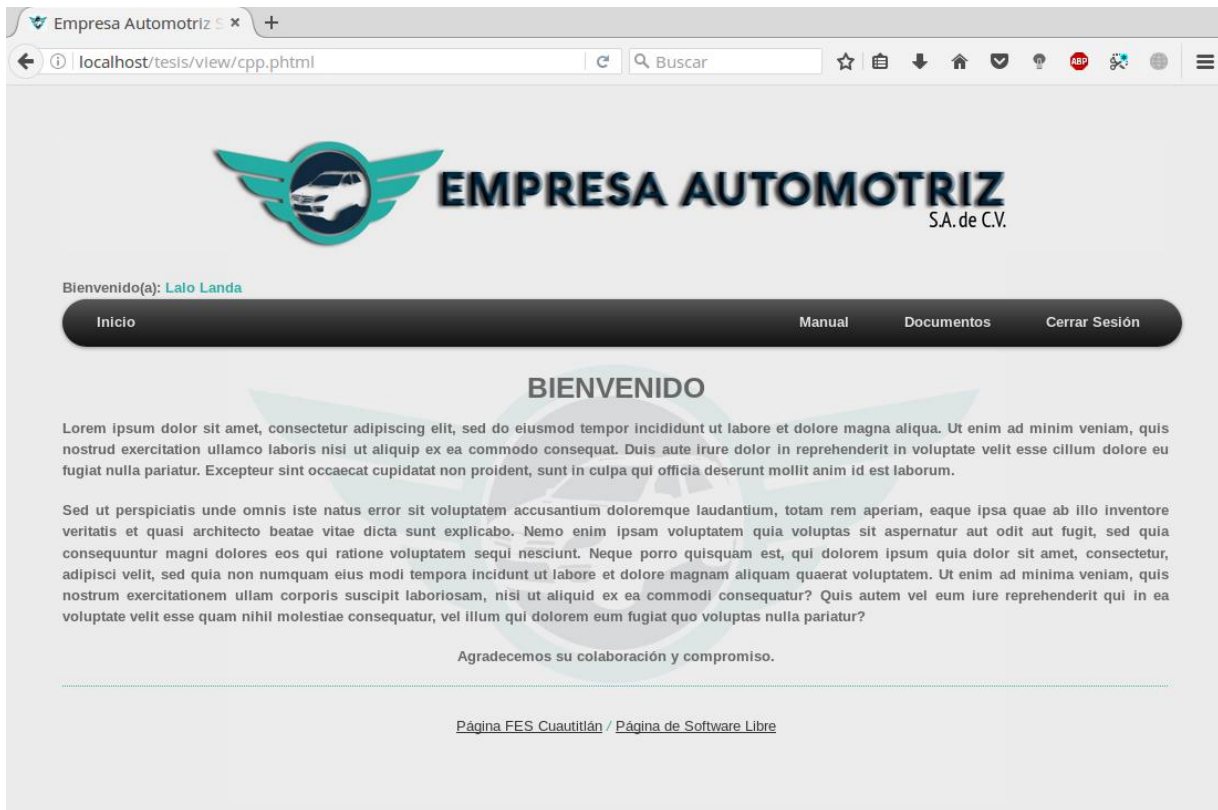 Empresa Automotriz S
localhost/tesis/view/cpp.phtml
Buscar
ABP
EMPRESA AUTOMOTRIZ
S.A. de C.V.
Bienvenido(a): Lalo Landa
Inicio Manual Documentos Cerrar Sesión
BIENVENIDO
Lorem ipsum dolor sit amet, consectetur adipiscing elit, sed do eiusmod tempor incididunt ut labore et dolore magna aliqua. Ut enim ad minim veniam, quis
nostrud exercitation ullamco laboris nisi ut aliquip ex ea commodo consequat. Duis aute irure dolor in reprehenderit in voluptate velit esse cillum dolore eu
fugiat nulla pariatur. Excepteur sint occaecat cupidatat non proident, sunt in culpa qui officia deserunt mollit anim id est laborum.
Sed ut perspiciatis unde omnis iste natus error sit voluptatem accusantium doloremque laudantium, totam rem aperiam, eaque ipsa quae ab illo inventore
veritatis et quasi architecto beatae vitae dicta sunt explicabo. Nemo enim ipsam voluptatem quia voluptas sit aspernatur aut odit aut fugit, sed quia
consequuntur magni dolores eos qui ratione voluptatem sequi nesciunt. Neque porro quisquam est, qui dolorem ipsum quia dolor sit amet, consectetur,
adipisci velit, sed quia non numquam eius modi tempora incidunt ut labore et dolore magnam aliquam quaerat voluptatem. Ut enim ad minima veniam, quis
nostrum exercitationem ullam corporis suscipit laboriosam, nisi ut aliquid ex ea commodi consequatur? Quis autem vel eum iure reprehenderit qui in ea
voluptate velit esse quam nihil molestiae consequatur, vel illum qui dolorem eum fugiat quo voluptas nulla pariatur?
Agradecemos su colaboración y compromiso.
Página FES Cuautitlán / Página de Software Libre